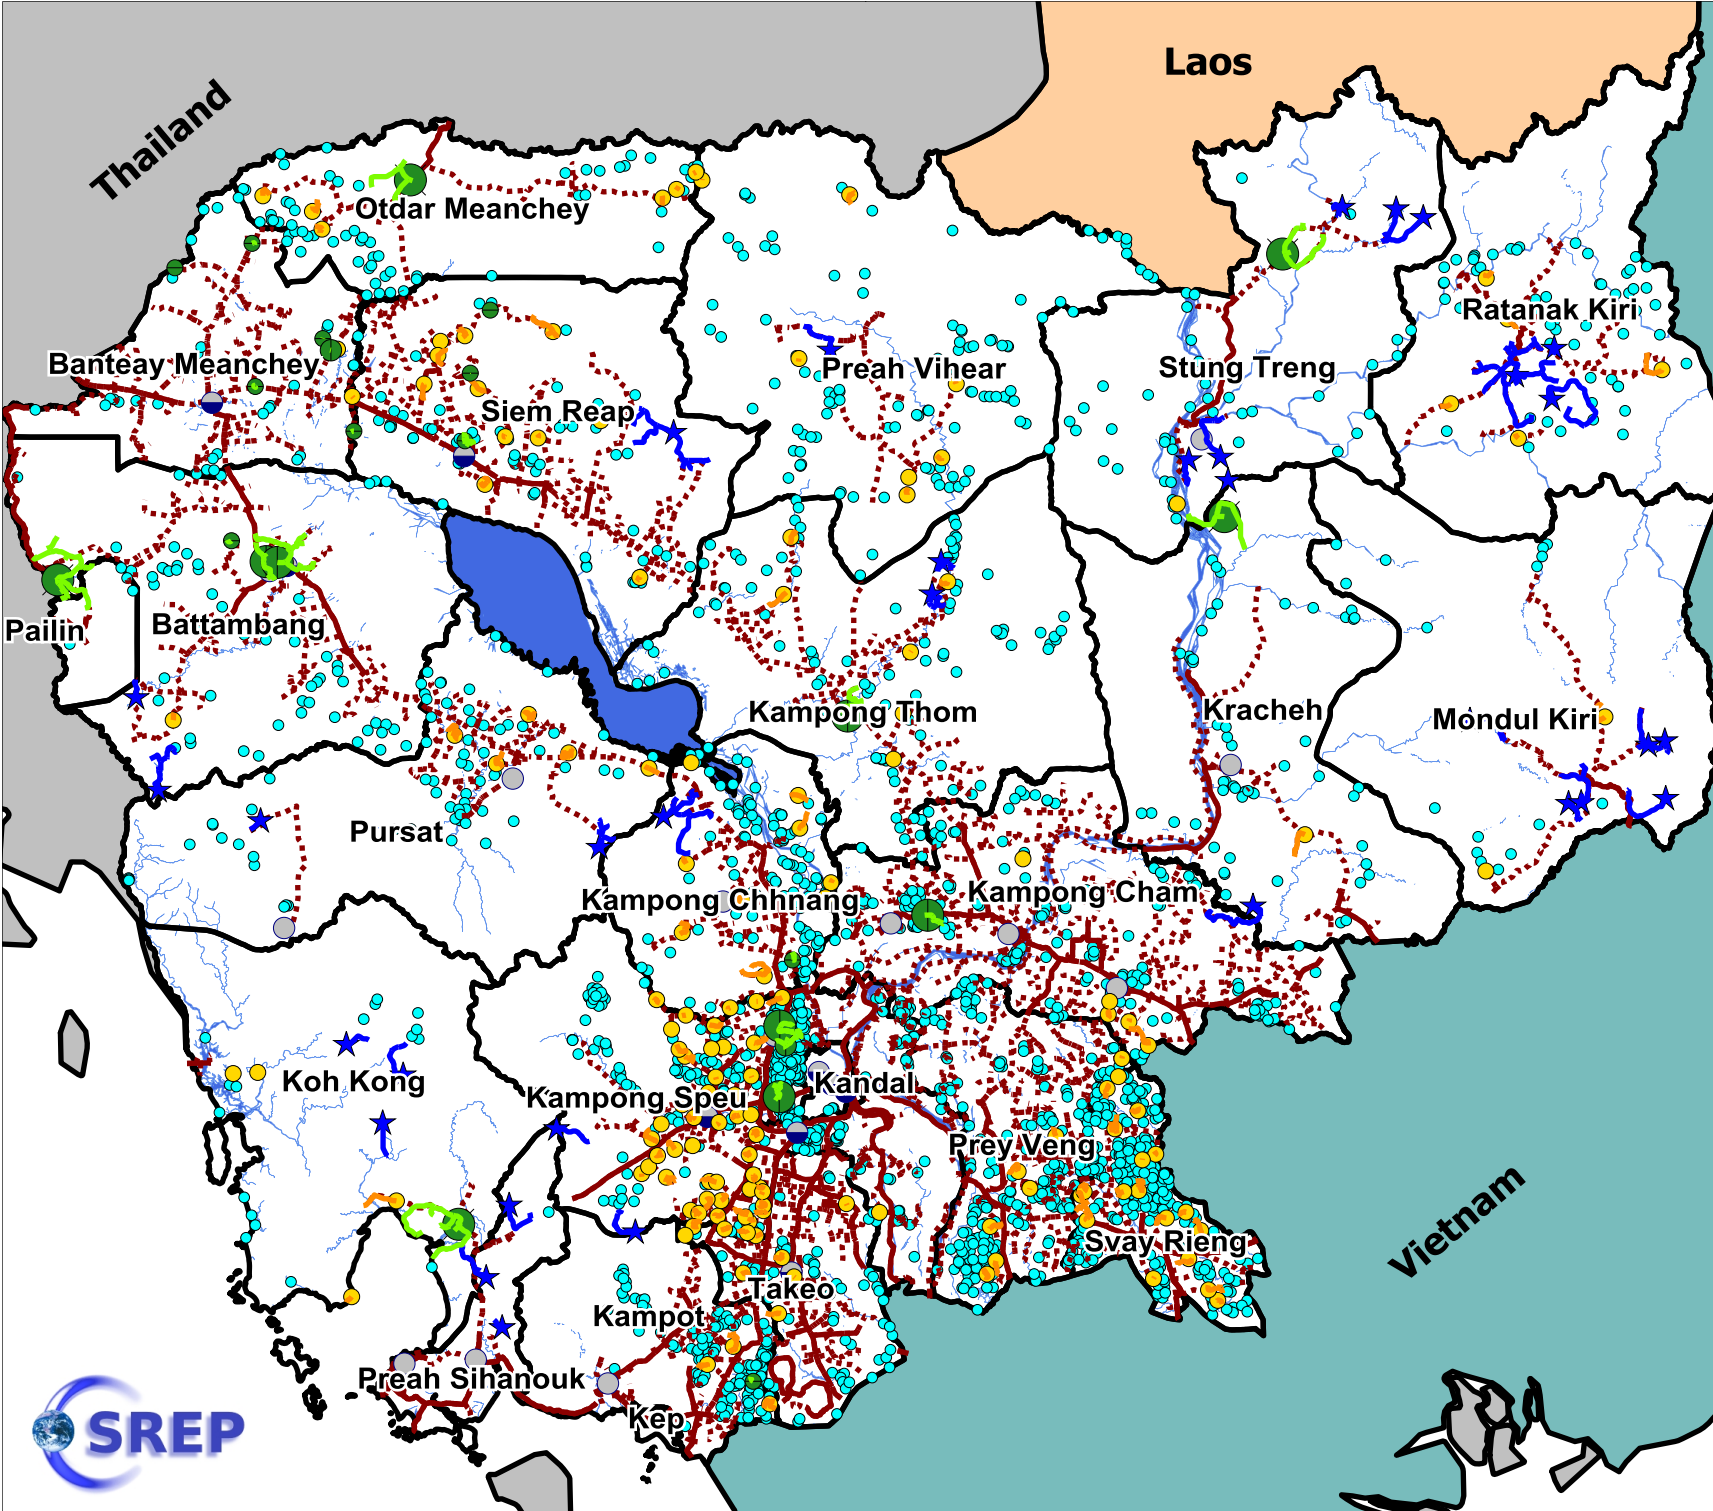 Laos
Thailand
Otdar Meanchey
Ratanak Kiri
Banteay Meanchey
Preah Vihear
Stung Treng
Siem Reap
Pailin
Battambang
Kampong Thom
Kracheh
Mondul Kiri
Pursat
Kampong Chhnang
Kampong Cham
Koh Kong
Kandal
Kampong Speu
Prey Veng
Vietnam
Svay Rieng
Takeo
Kampot
Preah Sihanouk
Kep
SREP